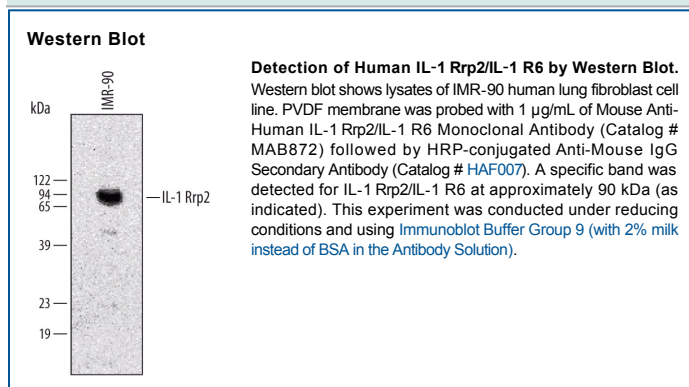 Western Blot
IMR-90
kDa
122
94
65
39
23
19
IL-1 Rrp2
Detection of Human IL-1 Rrp2/IL-1 R6 by Western Blot.
Western blot shows lysates of IMR-90 human lung fibroblast cell
line. PVDF membrane was probed with 1 µg/mL of Mouse Anti-
Human IL-1 Rrp2/IL-1 R6 Monoclonal Antibody (Catalog #
MAB872) followed by HRP-conjugated Anti-Mouse IgG
Secondary Antibody (Catalog # HAF007). A specific band was
detected for IL-1 Rrp2/IL-1 R6 at approximately 90 kDa (as
indicated). This experiment was conducted under reducing
conditions and using Immunoblot Buffer Group 9 (with 2% milk
instead of BSA in the Antibody Solution).